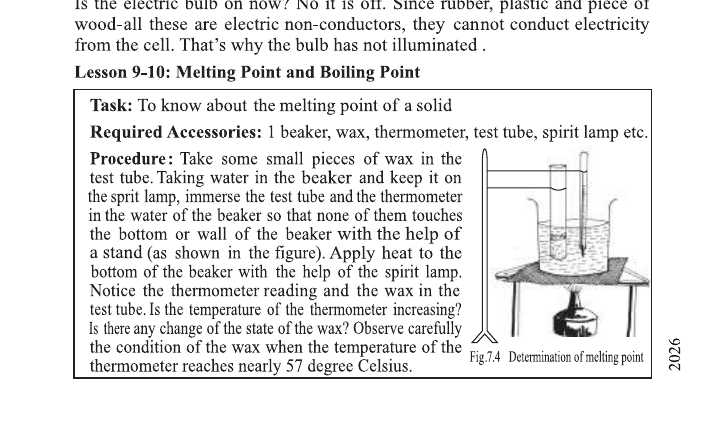 Is the electric bulb on now? No it is off. Since rubber, plastic and piece of
wood-all these are electric non-conductors, they cannot conduct electricity
from the cell. That's why the bulb has not illuminated .
Lesson 9-10: Melting Point and Boiling Point
Task: To know about the melting point of a solid
Required Accessories: 1 beaker, wax, thermometer, test tube, spirit lamp etc.
Procedure: Take some small pieces of wax in the
test tube. Taking water in the beaker and keep it on
the sprit lamp, immerse the test tube and the thermometer
in the water of the beaker so that none of them touches
the bottom or wall of the beaker with the help of
a stand (as shown in the figure). Apply heat to the
bottom of the beaker with the help of the spirit lamp.
Notice the thermometer reading and the wax in the
test tube. Is the temperature of the thermometer increasing?
Is there any change of the state of the wax? Observe carefully
the condition of the wax when the temperature of the
thermometer reaches nearly 57 degree Celsius.
Fig.7.4 Determination of melting point
2026